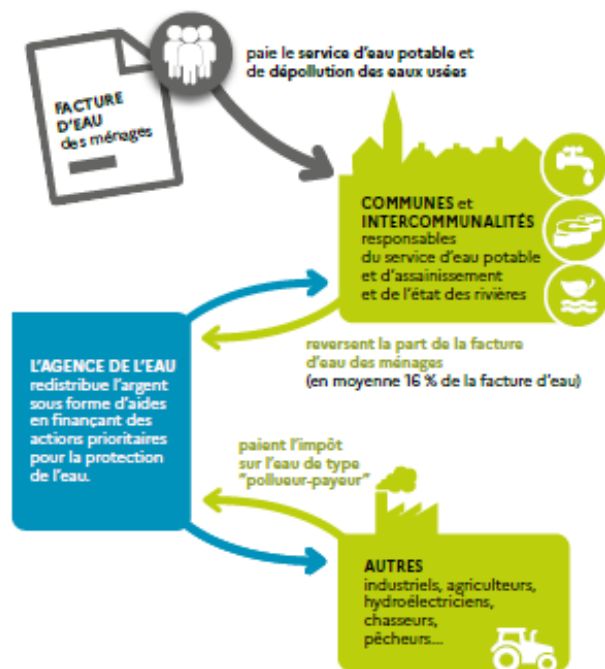 FACTURE
D'EAU
des ménages
paie le service d'eau potable et
de dépollution des eaux usées
COMMUNES et
INTERCOMMUNALITÉS
responsables
du service d'eau potable
et d'assainissement
et de l'état des rivières
reversent la part de la facture
d'eau des ménages
(en moyenne 16 % de la facture d'eau)
L'AGENCE DE L'EAU
redistribue l'argent
sous forme d'aides
en finançant des
actions prioritaires
pour la protection
de l'eau.
paient l'impôt
sur l'eau de type
"pollueur-payeur"
AUTRES
industriels, agriculteurs,
hydroélectriciens,
chasseurs,
pêcheurs...